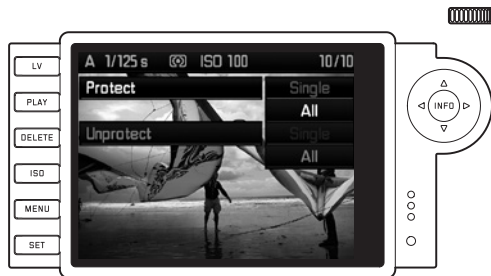 LV
PLAY
DELETE
ISO
MENU
SET
A 1/125 s ISO 100 10/10
Protect Single
All
Unprotect Single
All
INFO